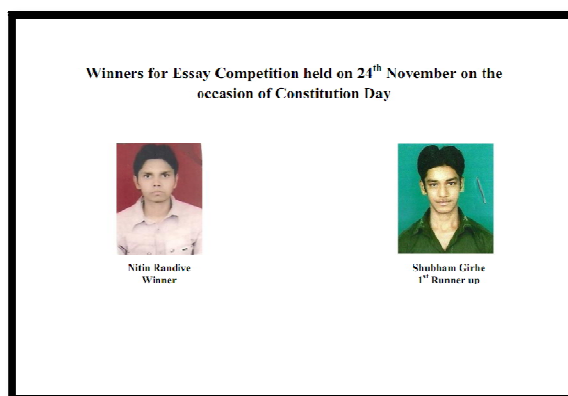 Winners for Essay Competition held on 24th November on the
occasion of Constitution Day
Nitin Randive
Winner
Shubham Girhe
1st Runner up